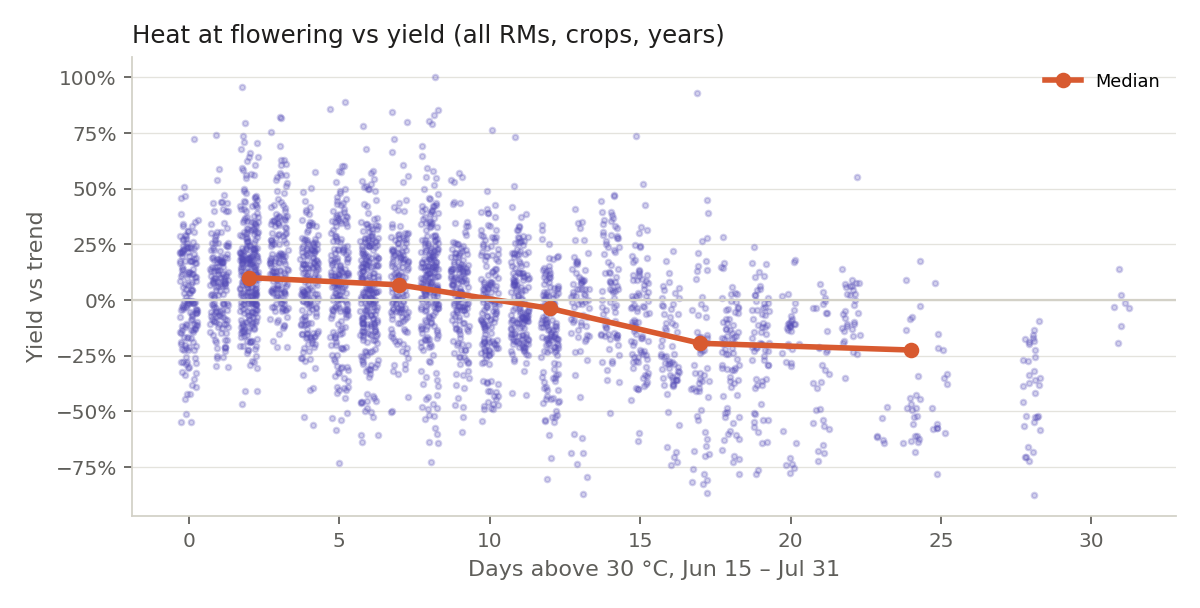 Heat at flowering vs yield (all RMs, crops, years)
Median
100%
75%
50%
25%
0%
−25%
−50%
−75%
Yield vs trend
0 5 10 15 20 25 30
Days above 30 °C, Jun 15 – Jul 31